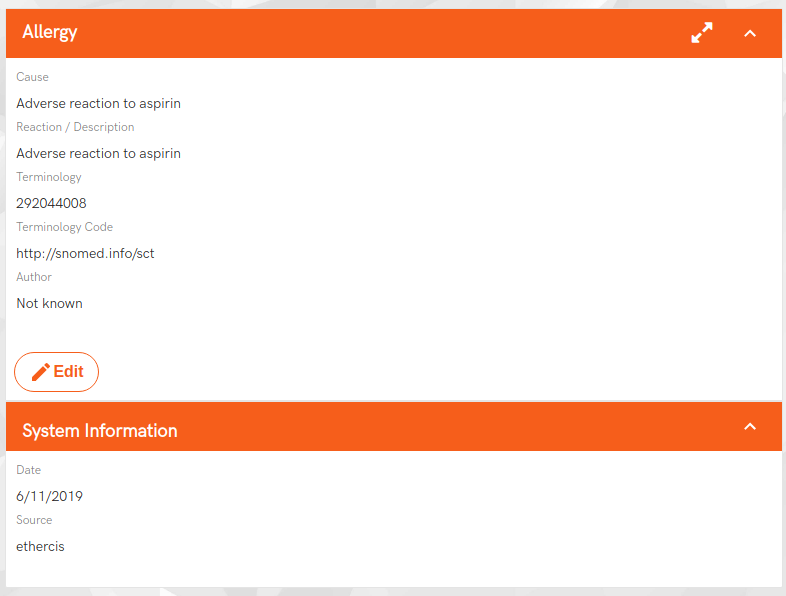 Allergy
Cause
Adverse reaction to aspirin
Reaction / Description
Adverse reaction to aspirin
Terminology
292044008
Terminology Code
http://snomed.info/sct
Author
Not known
Edit
System Information
Date
6/11/2019
Source
ethercis